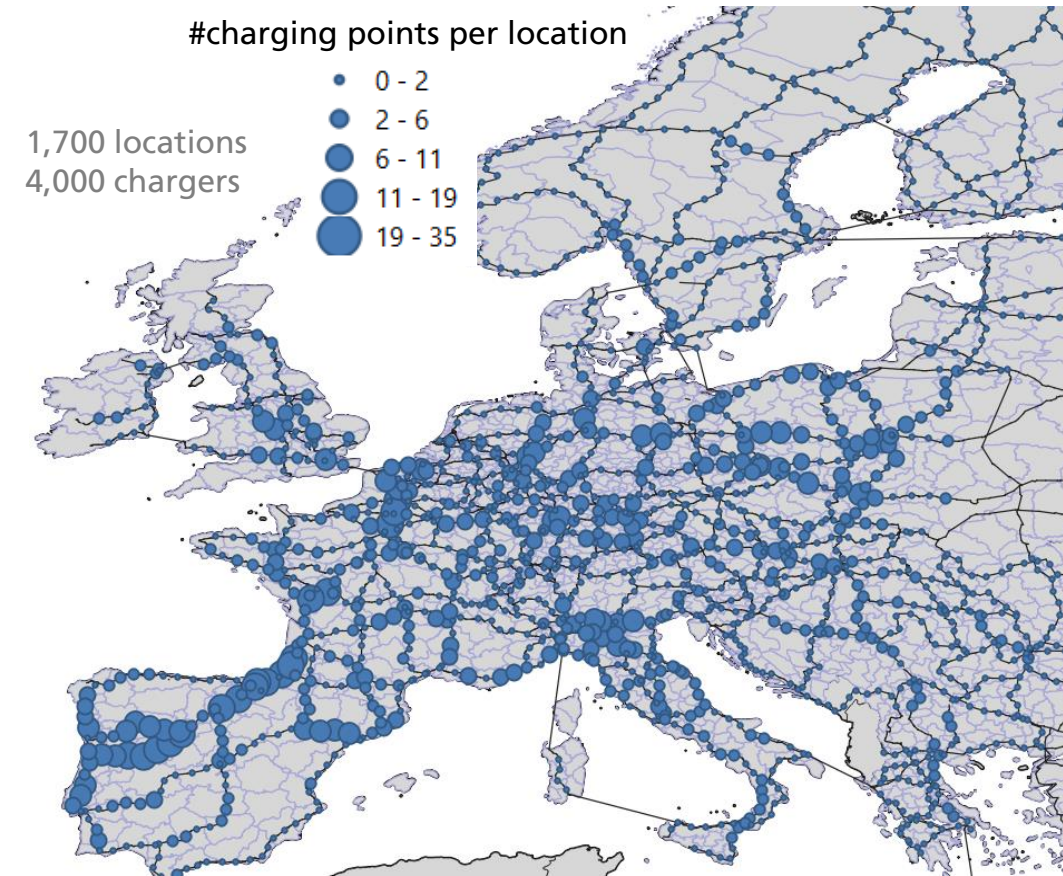 #charging points per location
0 - 2
2 - 6
6 - 11
11 - 19
19 - 35
1,700 locations
4,000 chargers